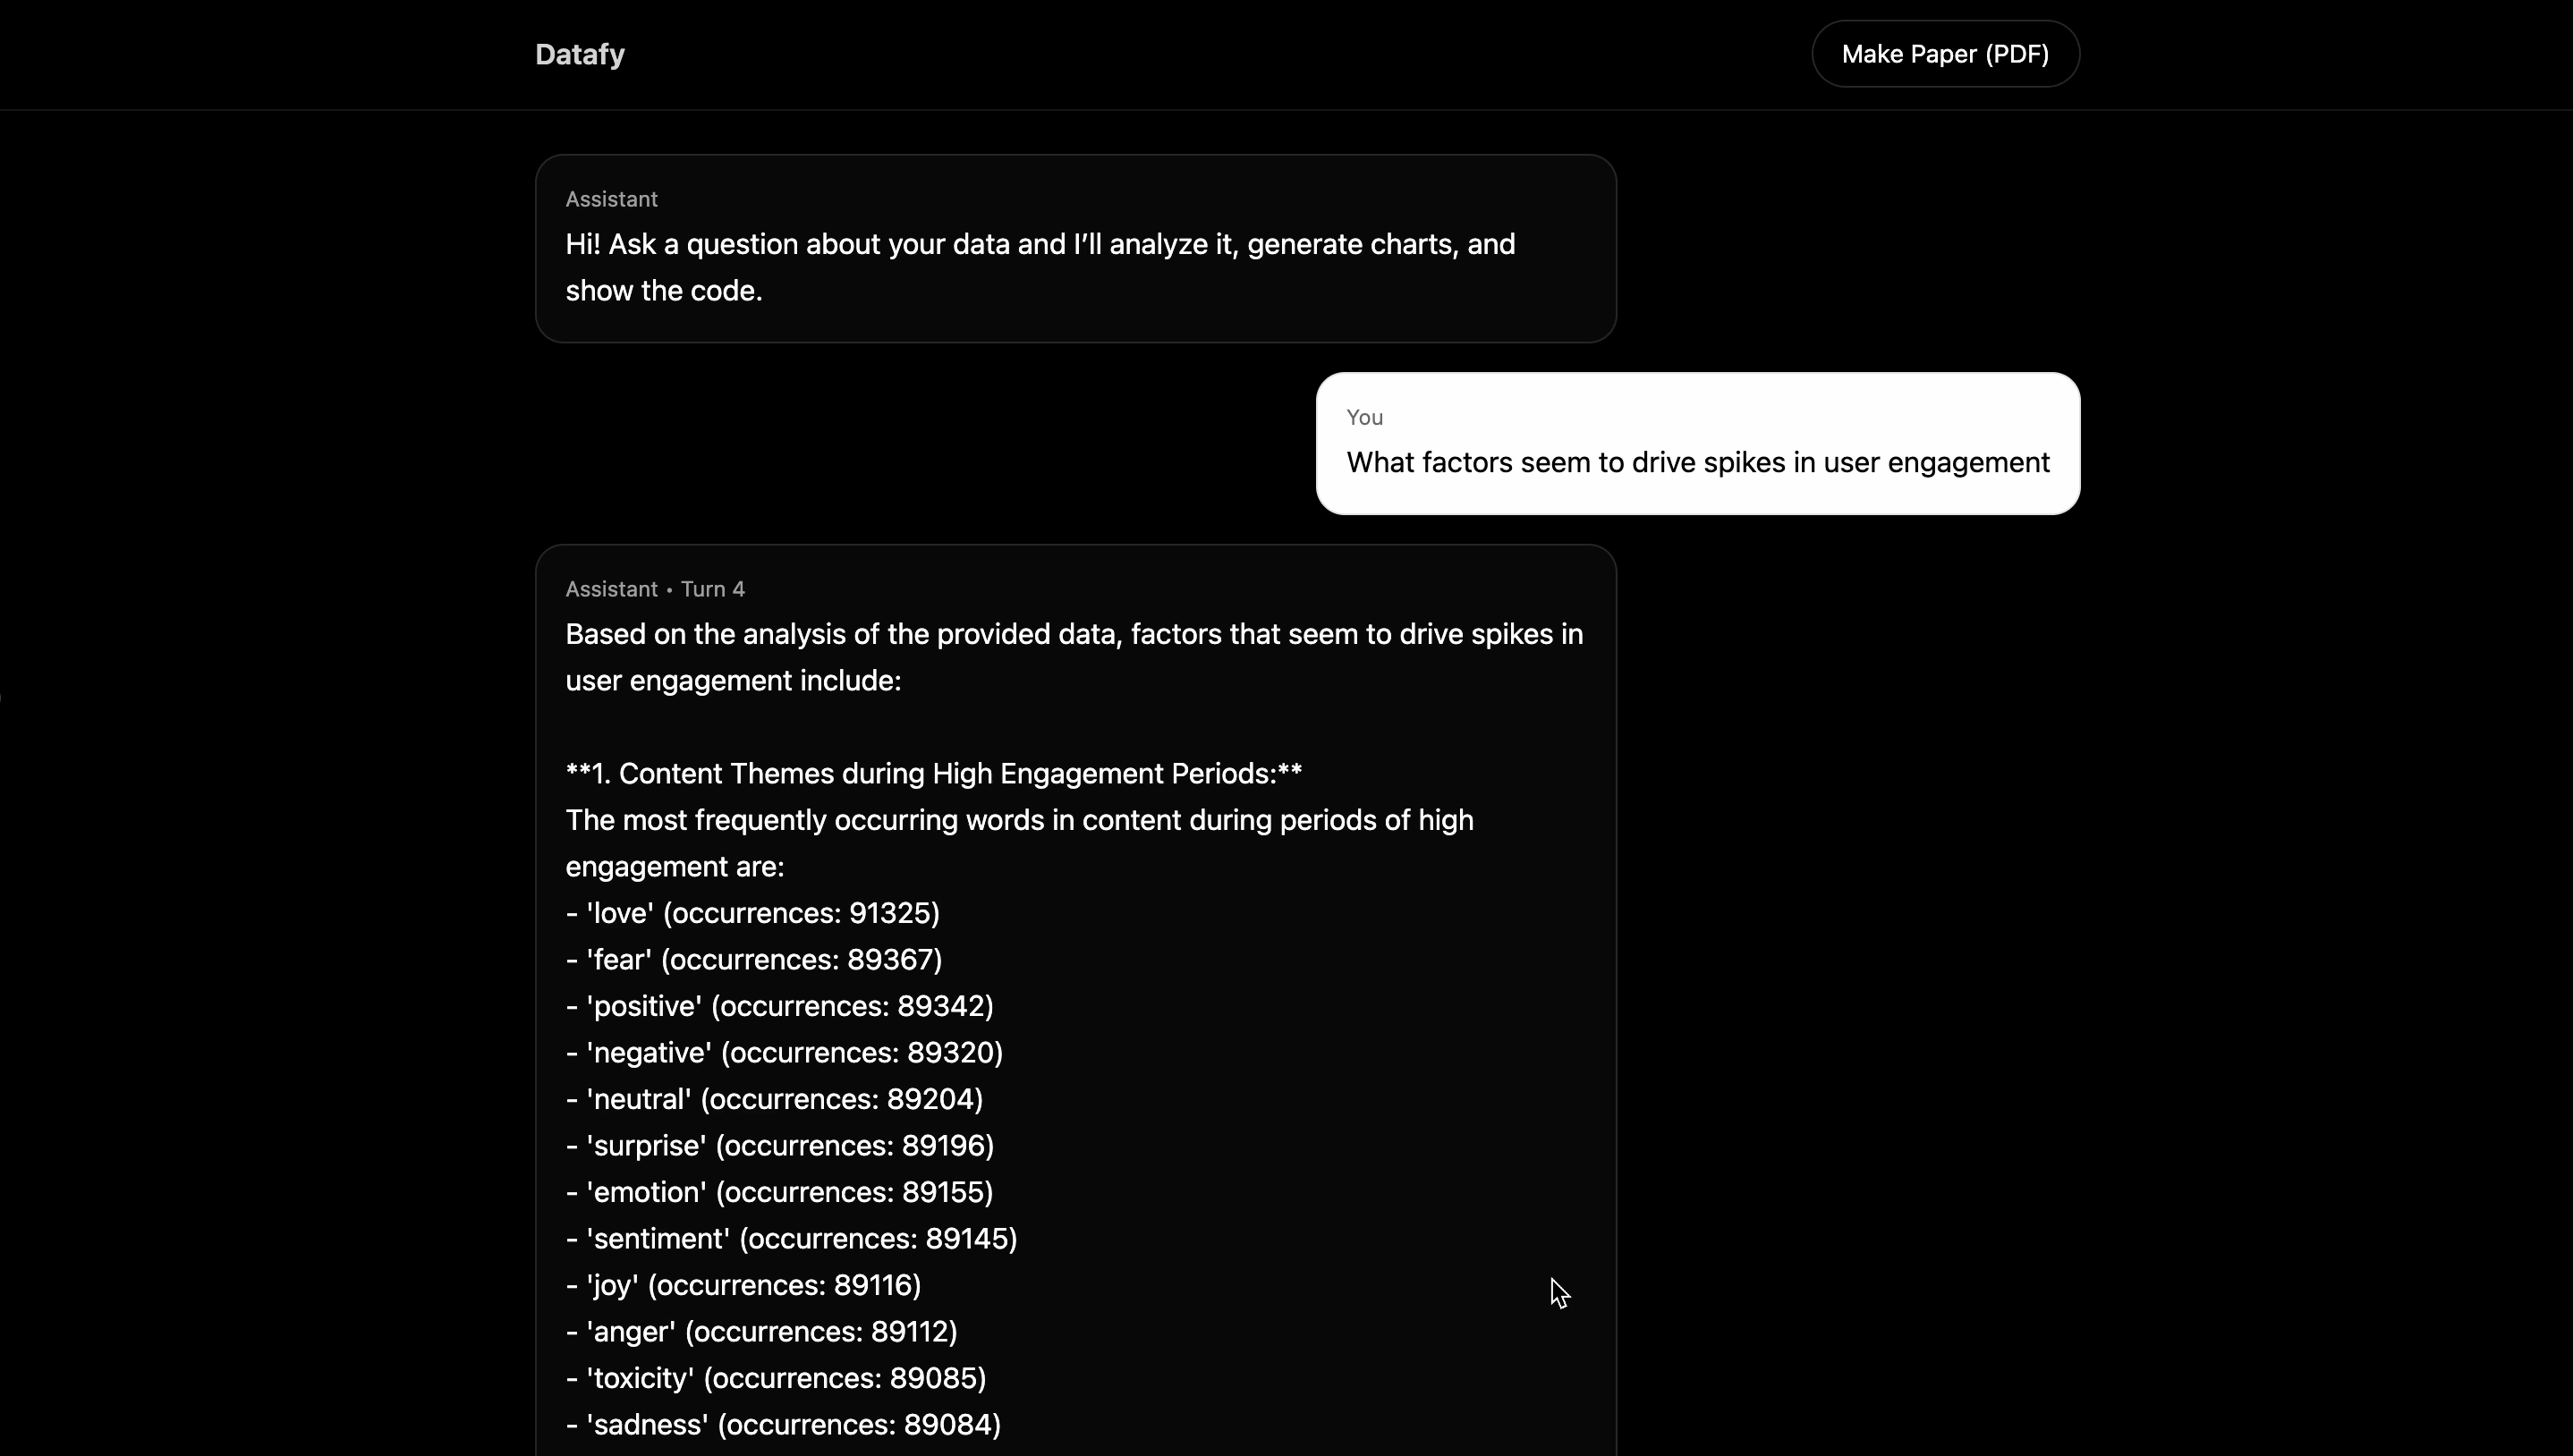 Datafy
Make Paper (PDF)
Assistant
Hi! Ask a question about your data and I’ll analyze it, generate charts, and
show the code.
You
What factors seem to drive spikes in user engagement
Assistant • Turn 4
Based on the analysis of the provided data, factors that seem to drive spikes in
user engagement include:
**1. Content Themes during High Engagement Periods:**
The most frequently occurring words in content during periods of high
engagement are:
- 'love' (occurrences: 91325)
- 'fear' (occurrences: 89367)
- 'positive' (occurrences: 89342)
- 'negative' (occurrences: 89320)
- 'neutral' (occurrences: 89204)
- 'surprise' (occurrences: 89196)
- 'emotion' (occurrences: 89155)
- 'sentiment' (occurrences: 89145)
- 'joy' (occurrences: 89116)
- 'anger' (occurrences: 89112)
- 'toxicity' (occurrences: 89085)
- 'sadness' (occurrences: 89084)